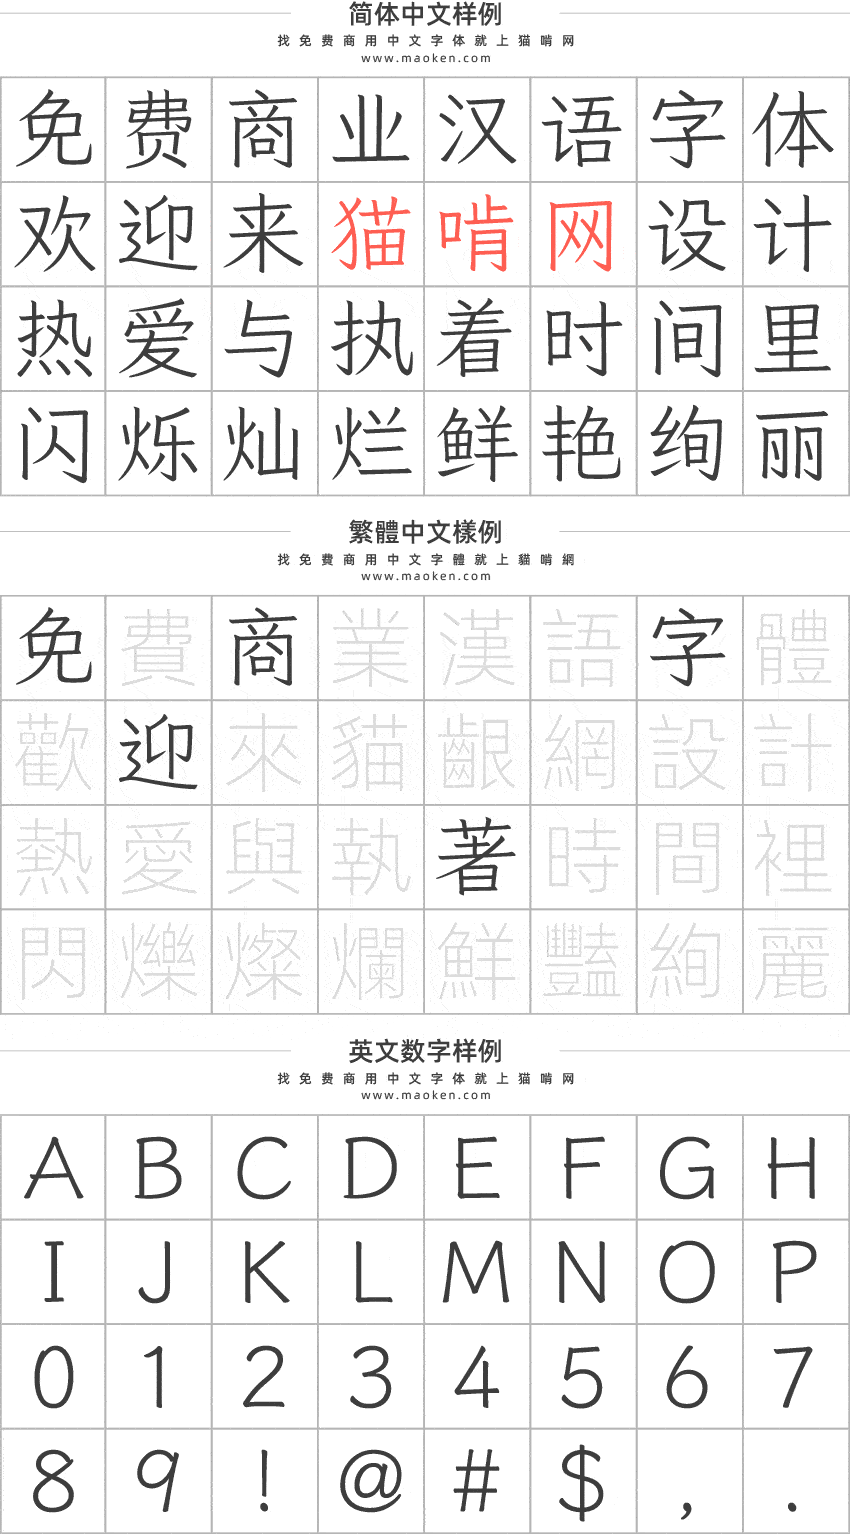 简体中文样例
找免费商用中文字体就上猫啃网
www.maoken.com
免费商业汉语字体
欢迎来猫啃网设计
热爱与执着时间里
闪烁灿烂鲜艳绚丽
繁體中文樣例
找免費商用中文字體就上貓啃網
www.maoken.com
免費商業漢語字體
歡迎來貓齦網設計
熱愛與執著時間裡
閃爍燦爛鮮豔絢麗
英文数字样例
找免费商用中文字体就上猫啃网
www.maoken.com
ABCDEFGH
IJKLMNOP
01234567
89!@#$,.